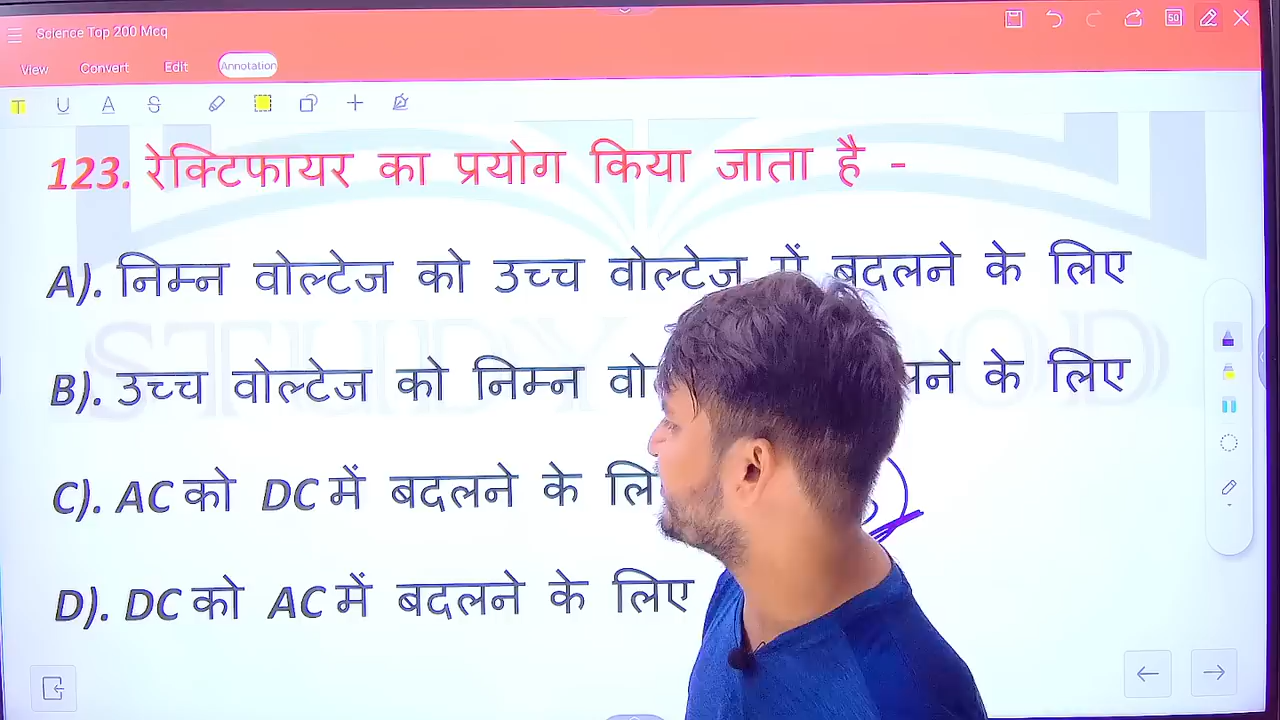 Science Top 200 Mcq
50
View Convert Edit Annotation
T U A S
123. रेक्टिफायर का प्रयोग किया जाता है -
A). निम्न वोल्टेज को उच्च वोल्टेज में बदलने के लिए
B). उच्च वोल्टेज को निम्न वो के लिए
C). AC को DC में बदलने के लि
D). DC को AC में बदलने के लिए